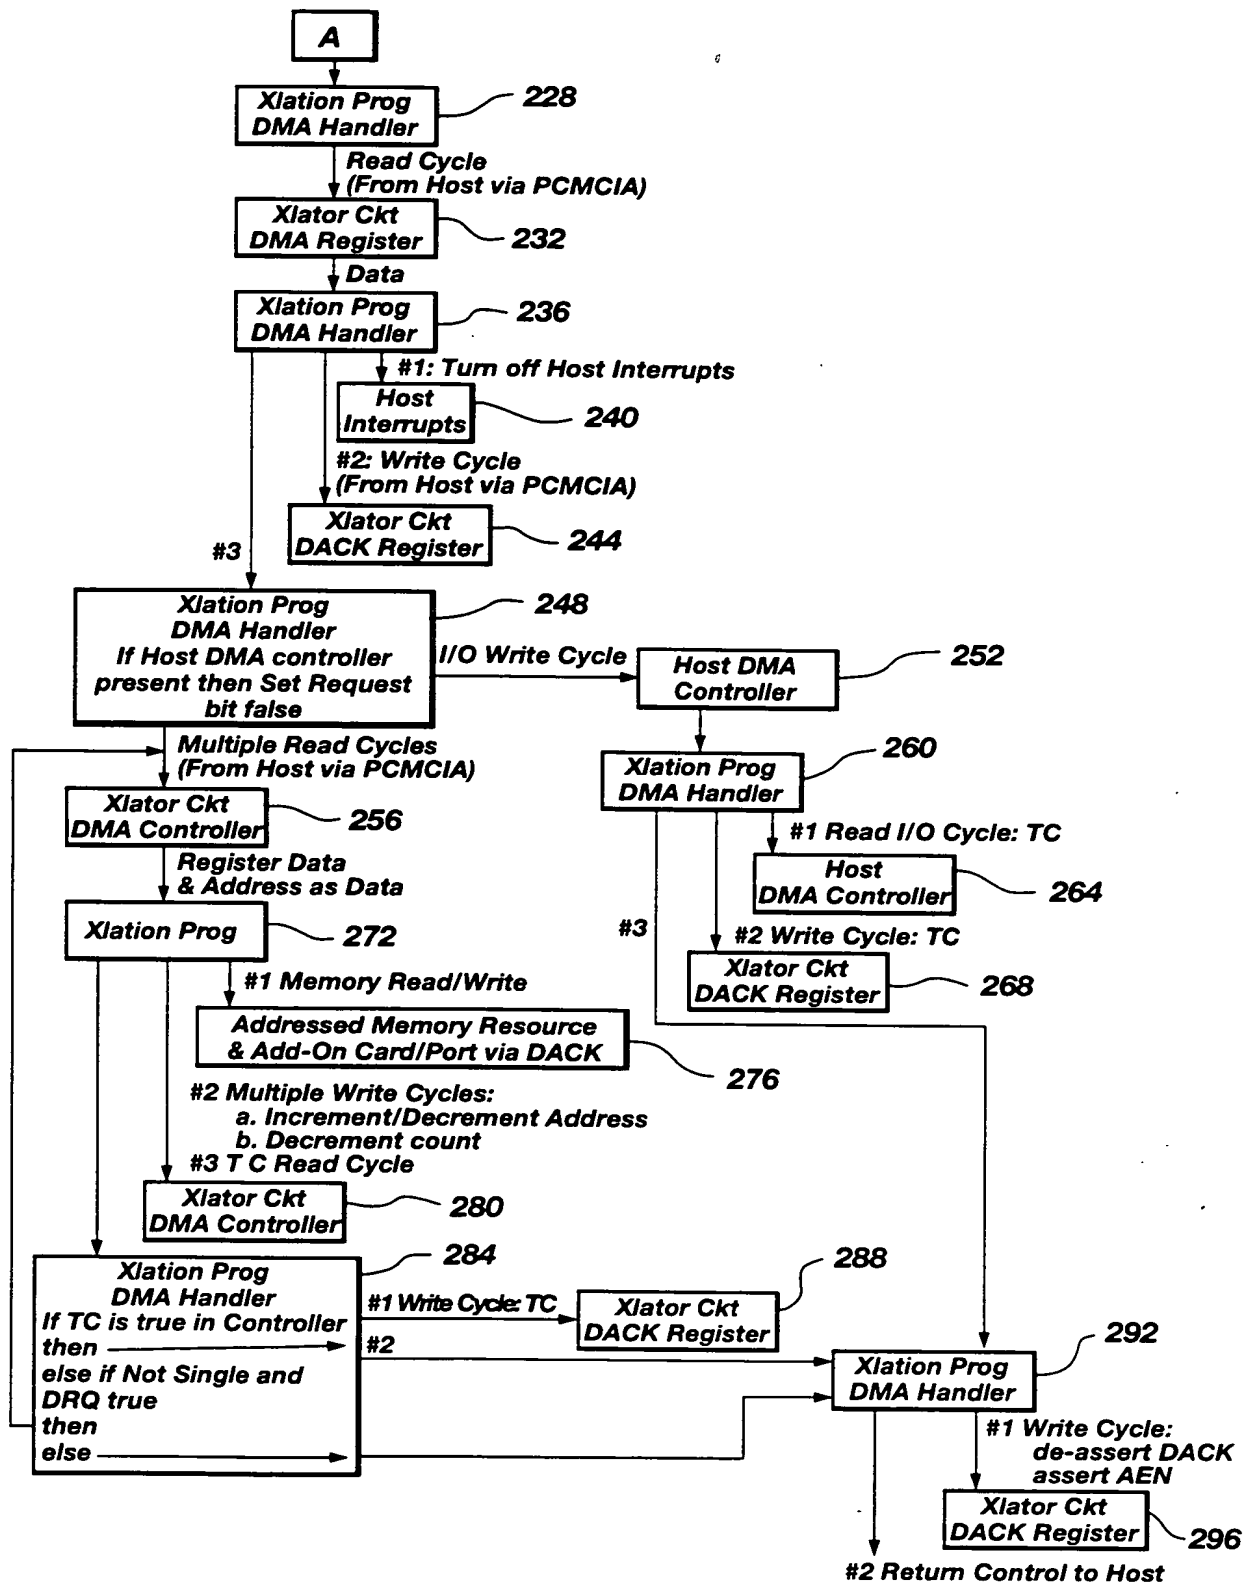 A
Xlation Prog
DMA Handler
228
Read Cycle
(From Host via PCMCIA)
Xlator Ckt
DMA Register
232
Data
Xlation Prog
DMA Handler
236
#1: Turn off Host Interrupts
Host
Interrupts
240
#2: Write Cycle
(From Host via PCMCIA)
Xlator Ckt
DACK Register
244
#3
Xlation Prog
DMA Handler
If Host DMA controller
present then Set Request
bit false
248
I/O Write Cycle
Host DMA
Controller
252
Multiple Read Cycles
(From Host via PCMCIA)
Xlation Prog
DMA Handler
260
Xlator Ckt
DMA Controller
256
#1 Read I/O Cycle: TC
Host
DMA Controller
264
Register Data
& Address as Data
Xlation Prog
272
#3
#2 Write Cycle: TC
Xlator Ckt
DACK Register
268
#1 Memory Read/Write
Addressed Memory Resource
& Add-On Card/Port via DACK
276
#2 Multiple Write Cycles:
a. Increment/Decrement Address
b. Decrement count
#3 T C Read Cycle
Xlator Ckt
DMA Controller
280
Xlation Prog
DMA Handler
If TC is true in Controller
then
else if Not Single and
DRQ true
then
else
284
#1 Write Cycle: TC
Xlator Ckt
DACK Register
288
#2
Xlation Prog
DMA Handler
292
#1 Write Cycle:
de-assert DACK
assert AEN
Xlator Ckt
DACK Register
296
#2 Return Control to Host